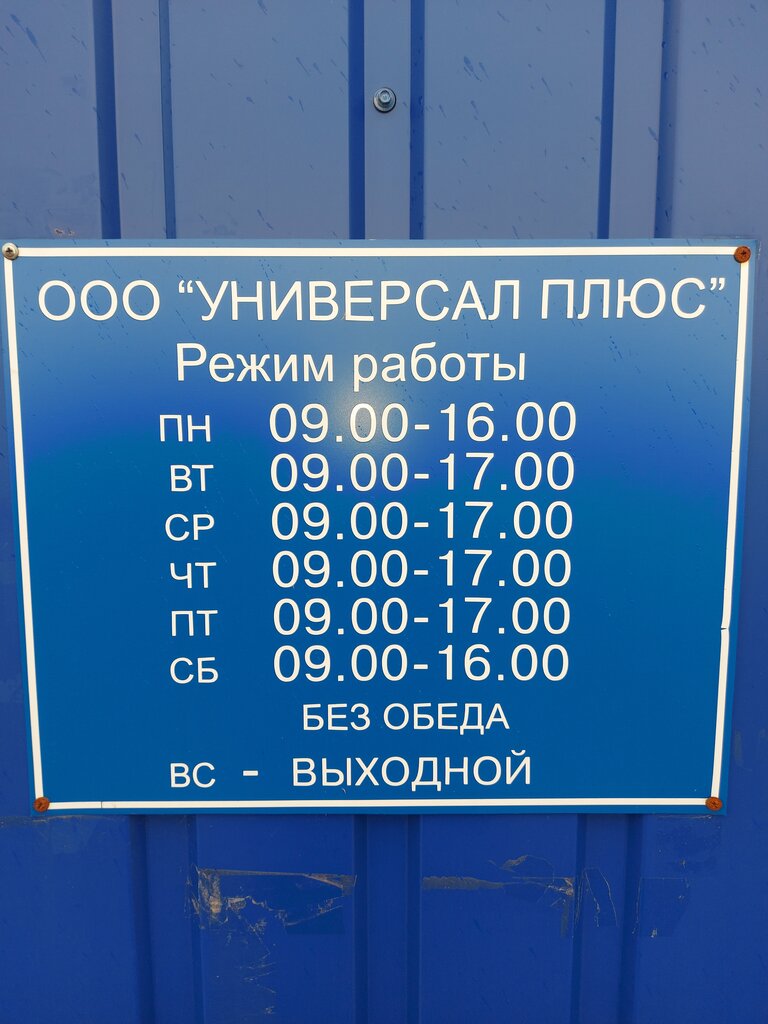 ООО “УНИВЕРСАЛ ПЛЮС”
Режим работы
ПН 09.00-16.00
ВТ 09.00-17.00
СР 09.00-17.00
ЧТ 09.00-17.00
ПТ 09.00-17.00
СБ 09.00-16.00
БЕЗ ОБЕДА
ВС - ВЫХОДНОЙ